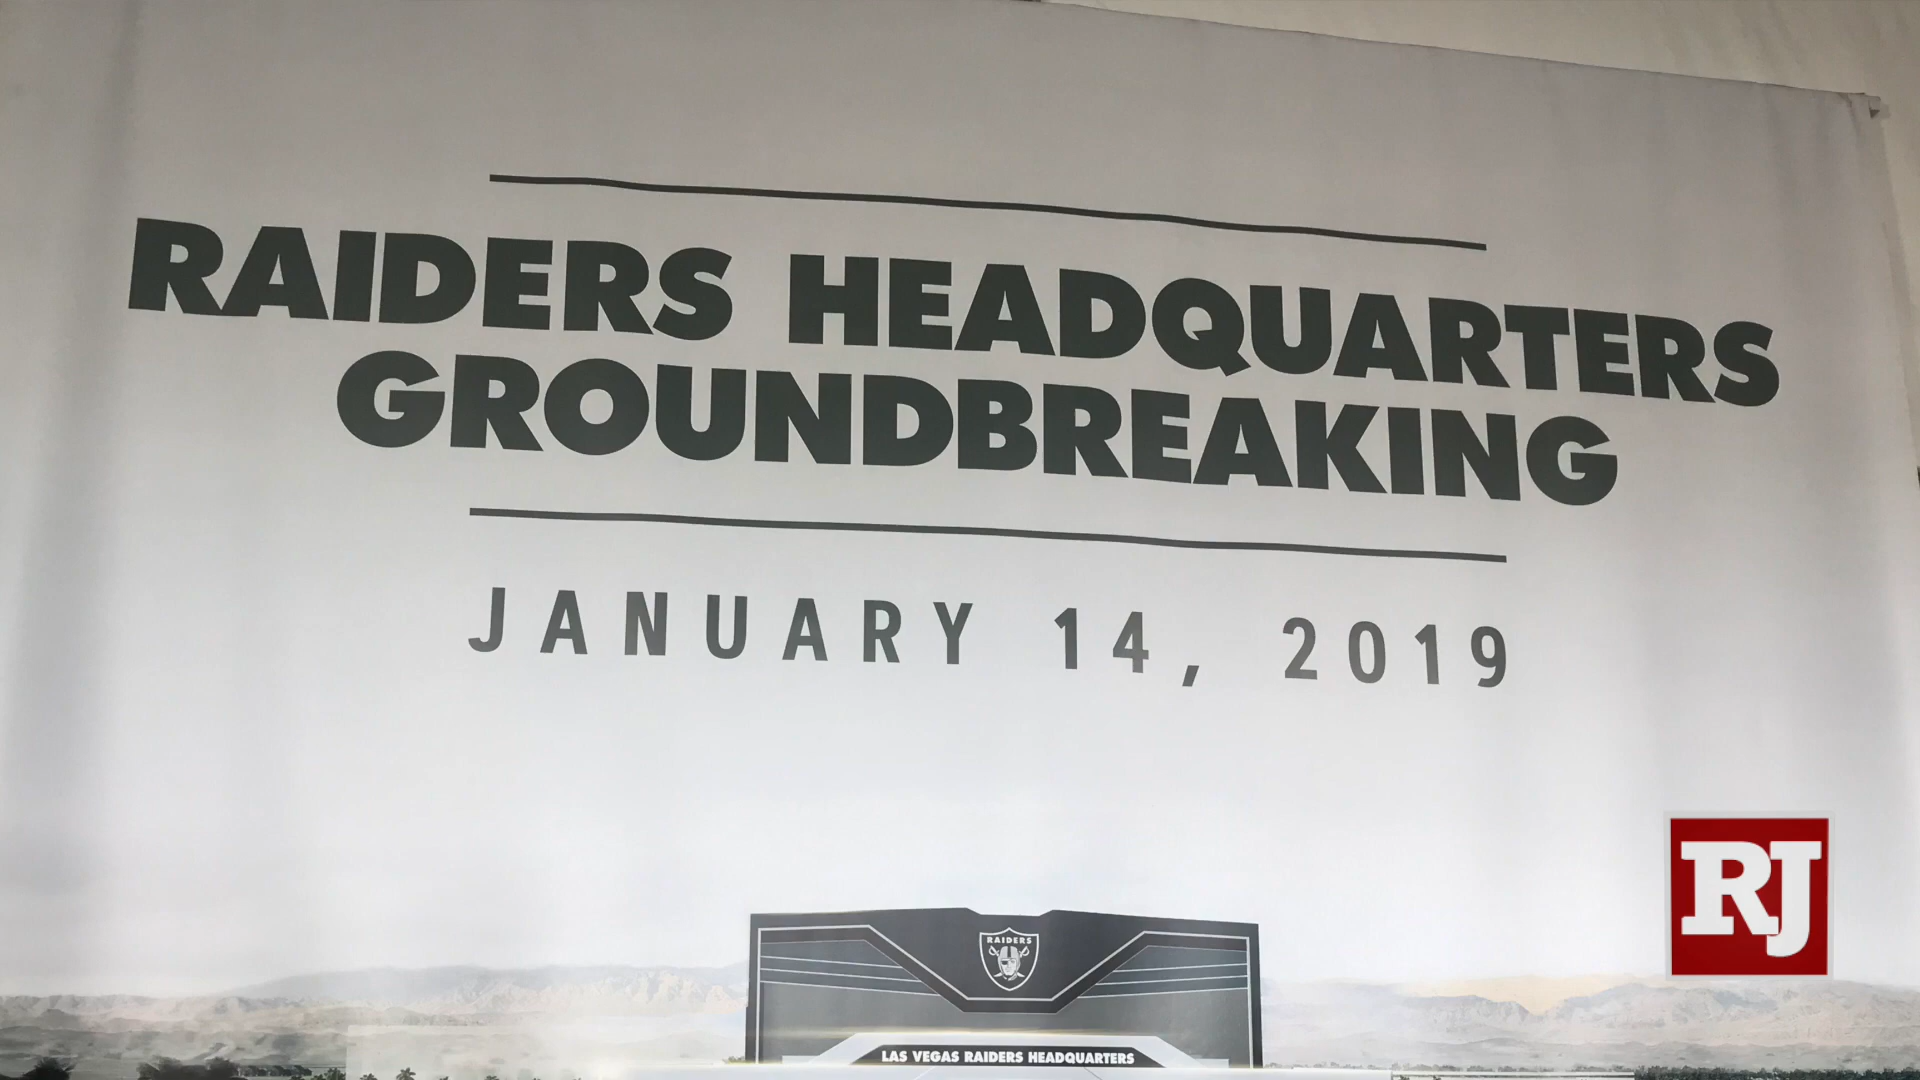 RAIDERS HEADQUARTERS
GROUNDBREAKING
JANUARY 14, 2019
RAIDERS
LAS VEGAS RAIDERS HEADQUARTERS
RJ